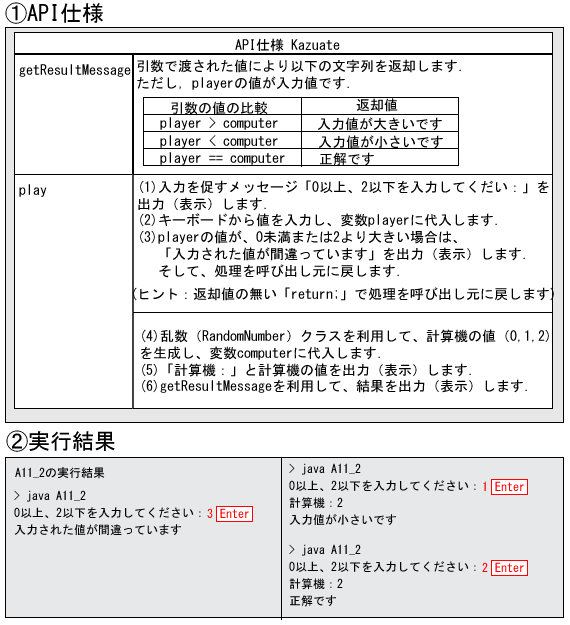 ①API仕様
API仕様 Kazuate
getResultMessage
引数で渡された値により以下の文字列を返却します.
ただし, playerの値が入力値です.
引数の値の比較 返却値
player > computer 入力値が大きいです
player < computer 入力値が小さいです
player == computer 正解です
play
(1)入力を促すメッセージ「0以上、2以下を入力してくだい：」を
出力（表示）します.
(2)キーボードから値を入力し、変数playerに代入します.
(3)playerの値が、0未満または2より大きい場合は、
「入力された値が間違っています」を出力（表示）します.
そして、処理を呼び出し元に戻します.
(ヒント：返却値の無い「return;」で処理を呼び出し元に戻します)
(4)乱数（RandomNumber）クラスを利用して、計算機の値（0,1,2)
を生成し、変数computerに代入します.
(5)「計算機：」と計算機の値を出力（表示）します.
(6)getResultMessageを利用して、結果を出力（表示）します.
②実行結果
A11_2の実行結果
> java A11_2
0以上、2以下を入力してください：3 Enter
入力された値が間違っています
> java A11_2
0以上、2以下を入力してください：1 Enter
計算機：2
入力値が小さいです
> java A11_2
0以上、2以下を入力してください：2 Enter
計算機：2
正解です